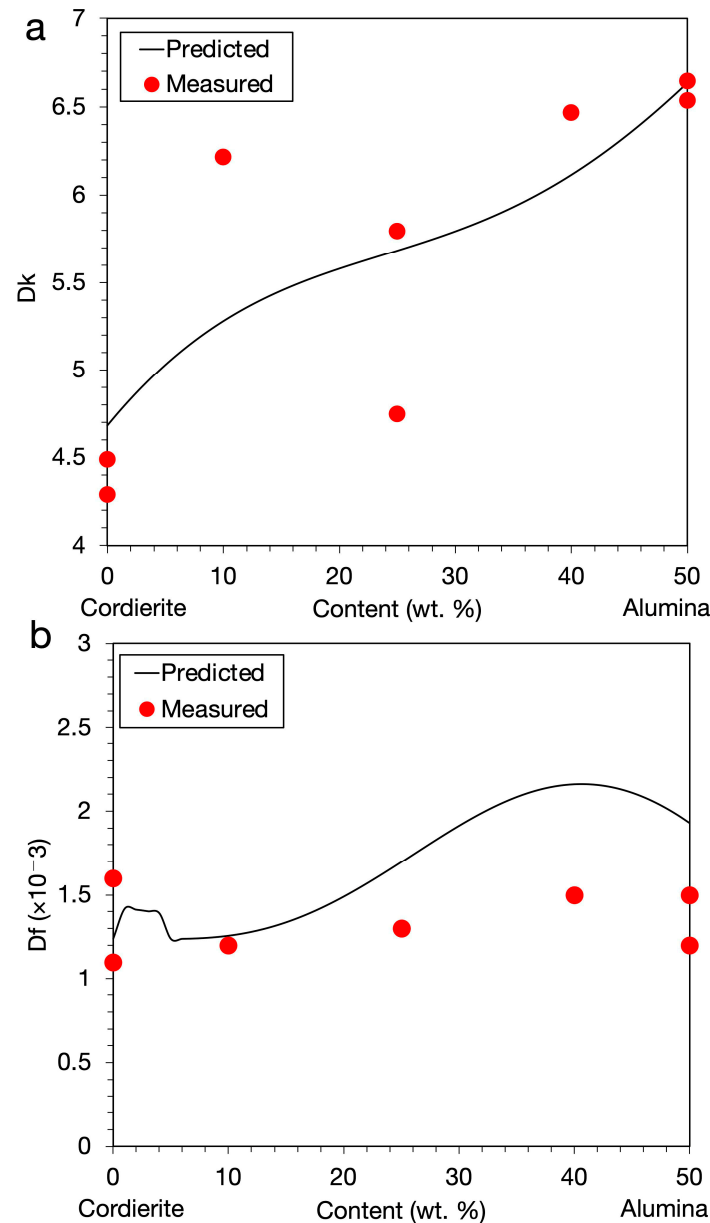 a
7
Predicted
Measured
6.5
6
5.5
5
4.5
4
Dk
0 10 20 30 40 50
Cordierite Content (wt. %) Alumina
b
3
Predicted
Measured
2.5
2
1.5
1
0.5
0
Df (×10⁻3)
0 10 20 30 40 50
Cordierite Content (wt. %) Alumina